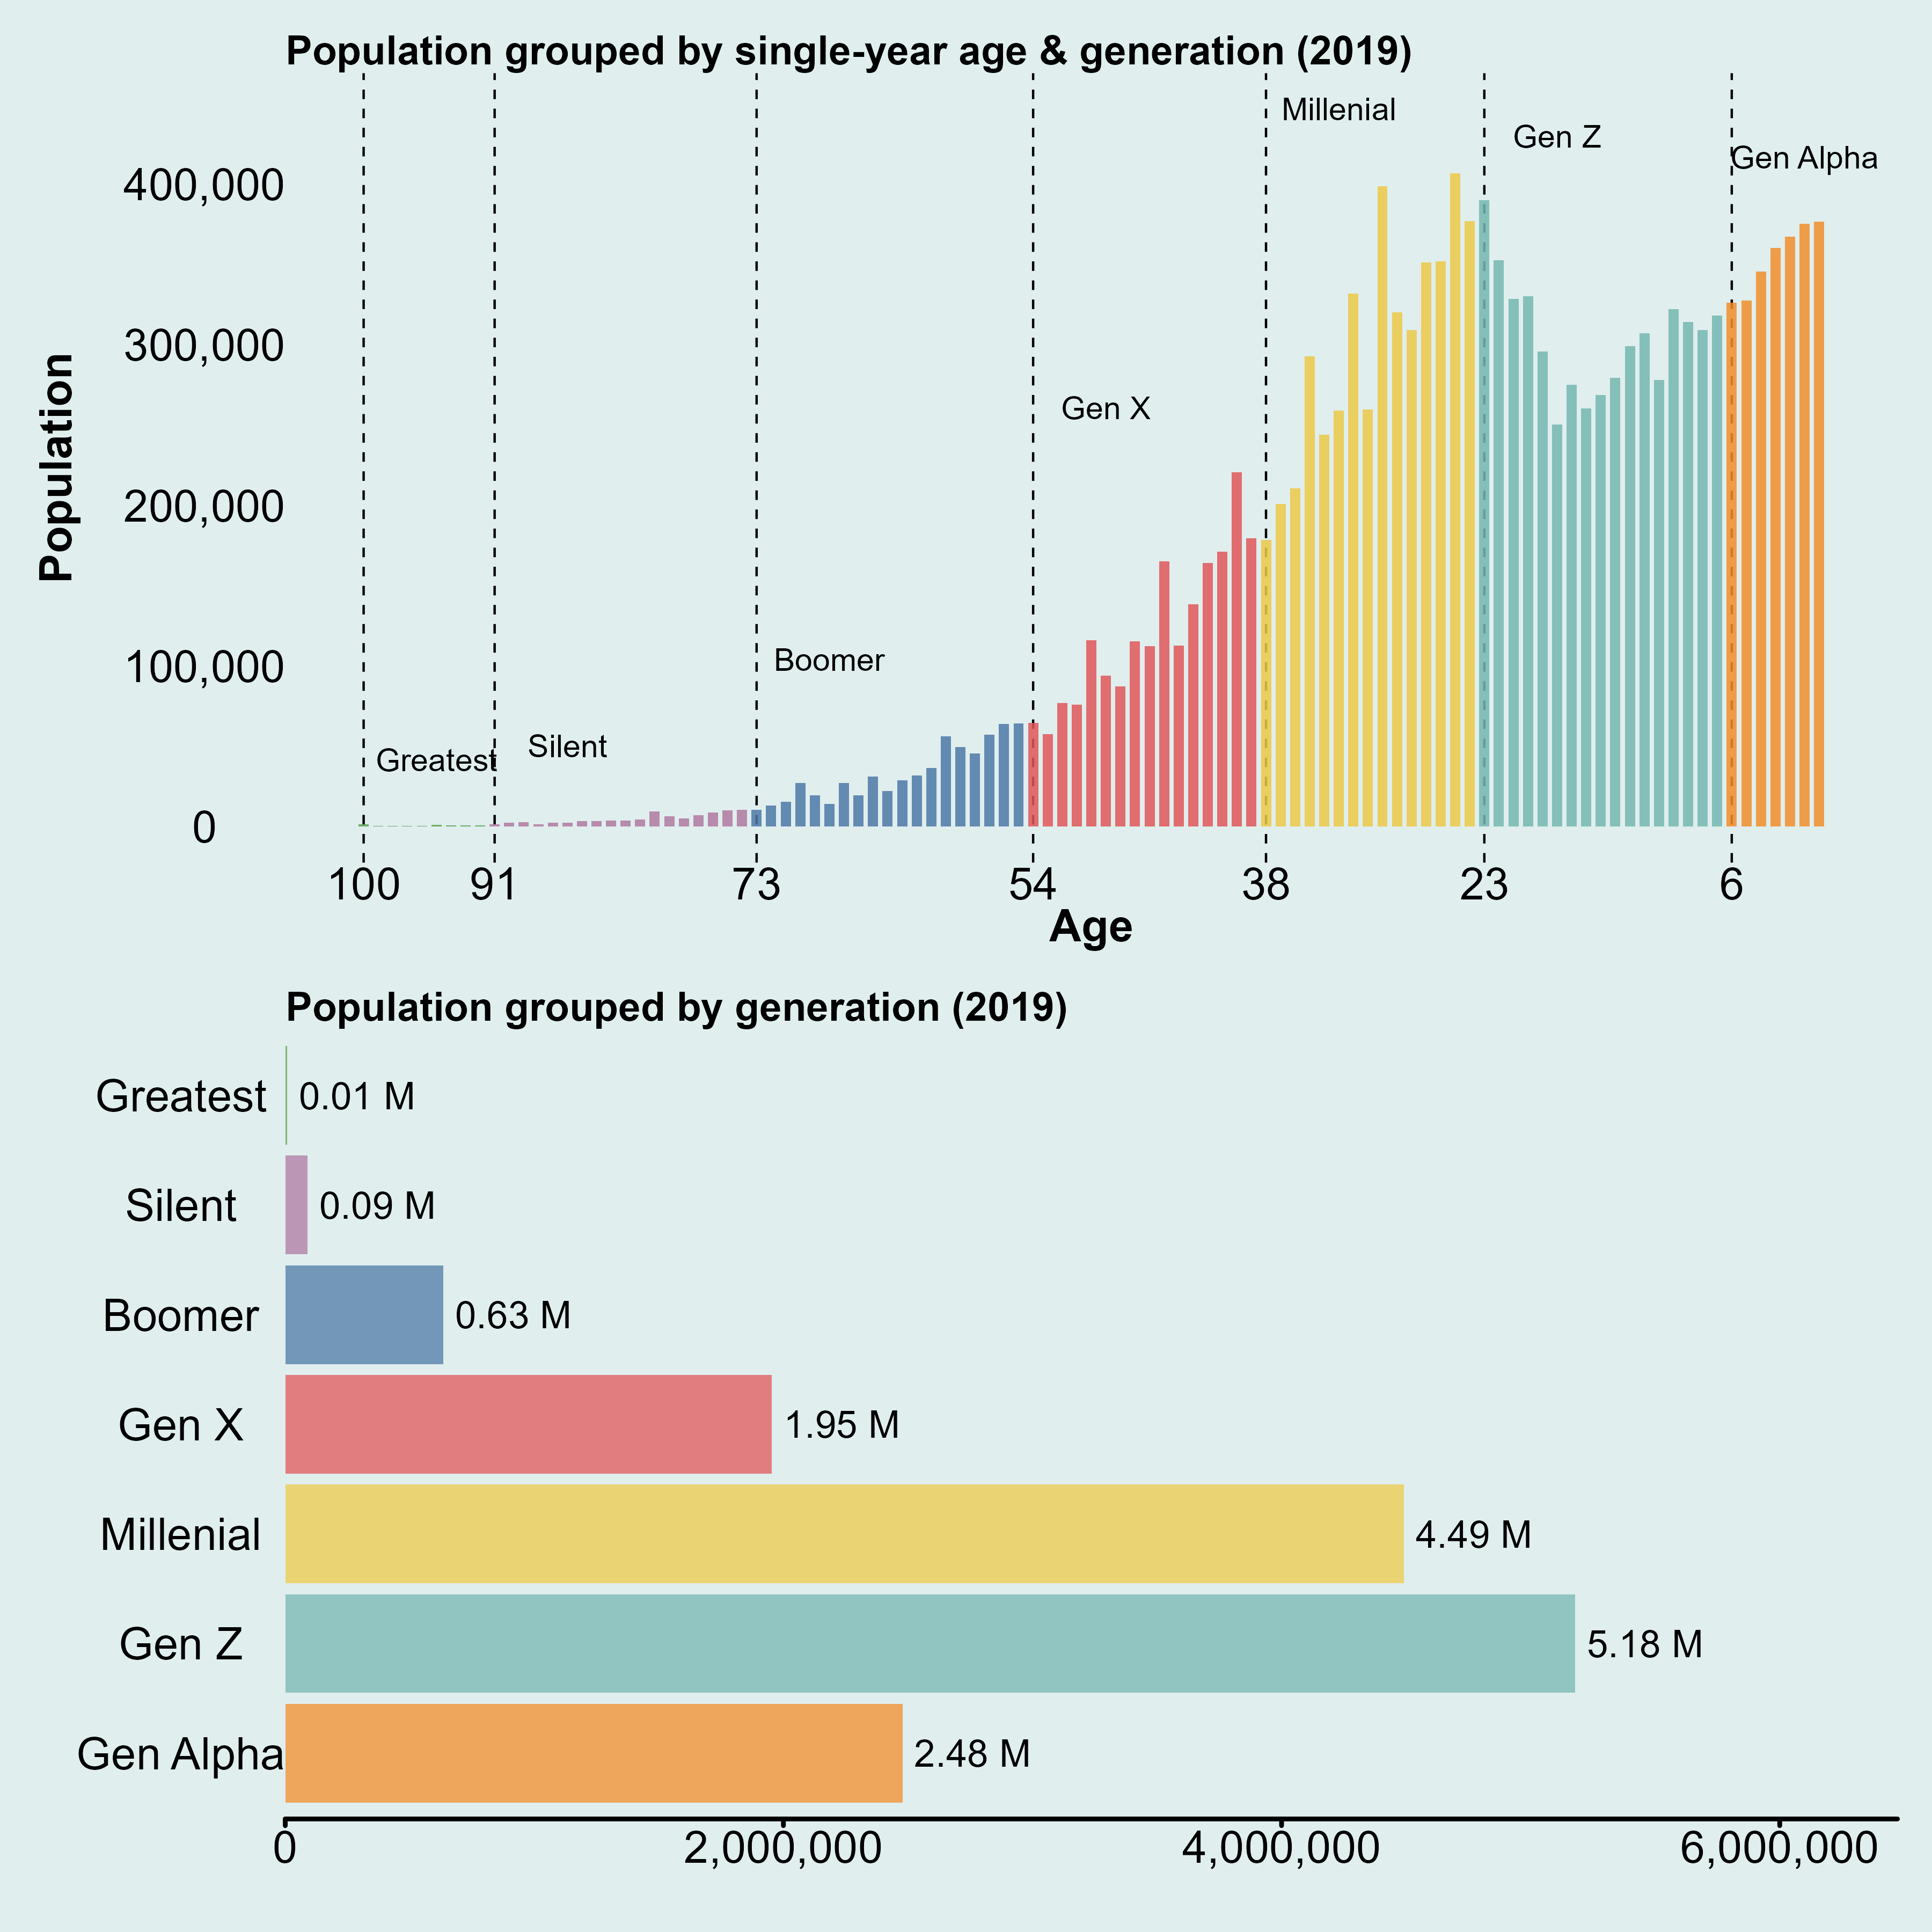 Population grouped by single-year age & generation (2019)
Millenial
Gen Z
Gen Alpha
400,000
300,000
Gen X
200,000
Population
100,000
Boomer
Silent
Greatest
0
100 91 73 54 38 23 6
Age
Population grouped by generation (2019)
Greatest 0.01 M
Silent 0.09 M
Boomer 0.63 M
Gen X 1.95 M
Millenial 4.49 M
Gen Z 5.18 M
Gen Alpha 2.48 M
0 2,000,000 4,000,000 6,000,000